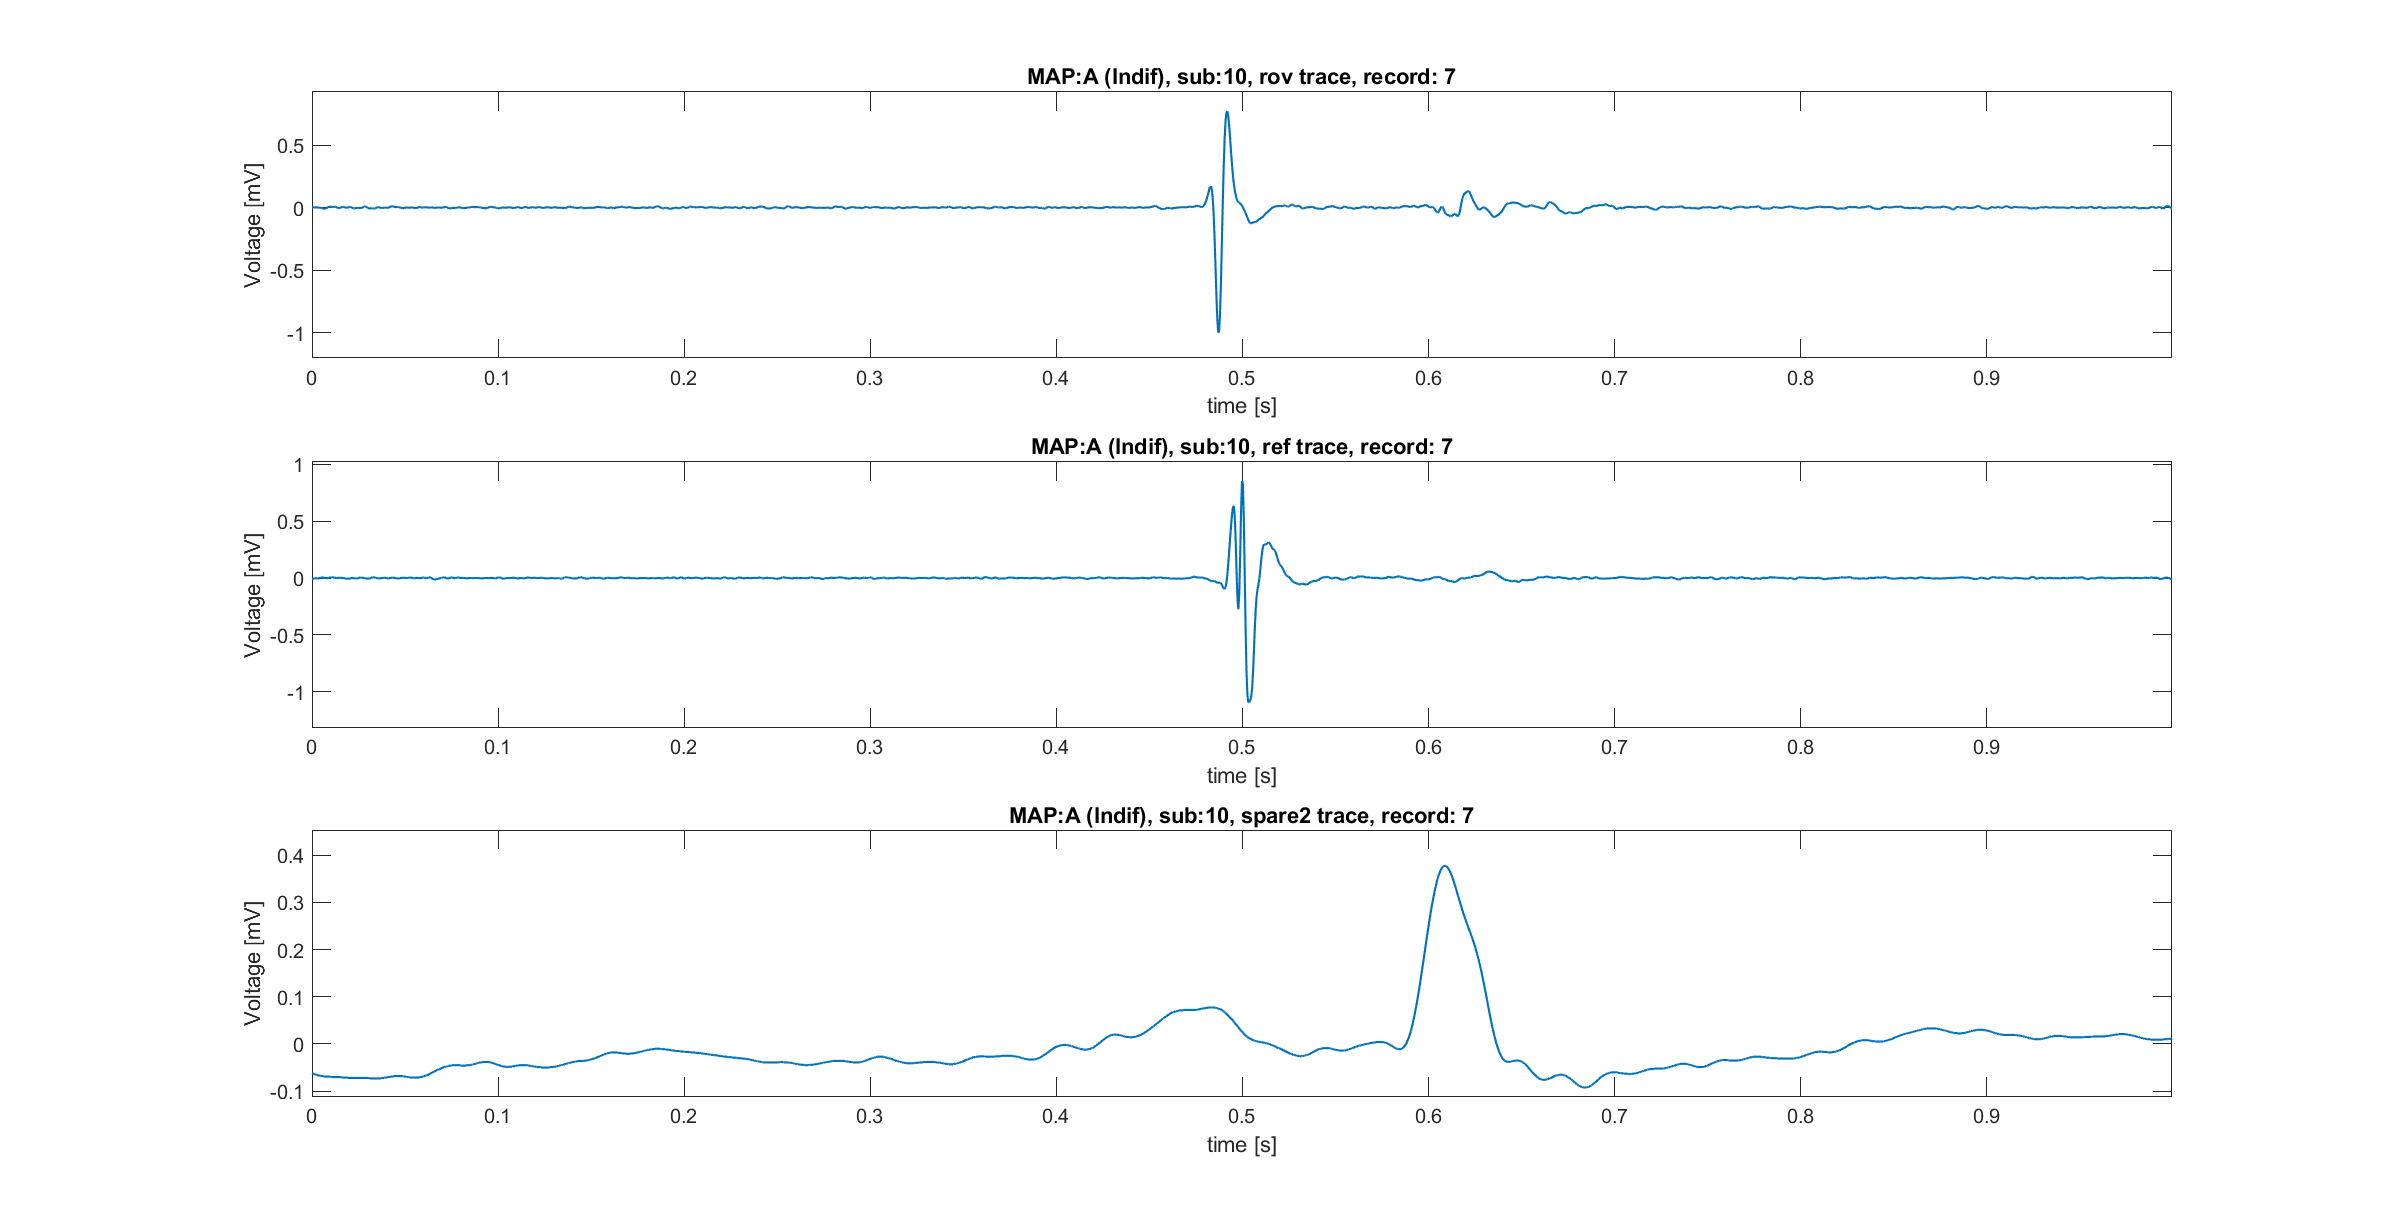 MAP:A (Indif), sub:10, rov trace, record: 7
Voltage [mV]
0.5
0
-0.5
-1
0 0.1 0.2 0.3 0.4 0.5 0.6 0.7 0.8 0.9
time [s]
MAP:A (Indif), sub:10, ref trace, record: 7
Voltage [mV]
1
0.5
0
-0.5
-1
0 0.1 0.2 0.3 0.4 0.5 0.6 0.7 0.8 0.9
time [s]
MAP:A (Indif), sub:10, spare2 trace, record: 7
Voltage [mV]
0.4
0.3
0.2
0.1
0
-0.1
0 0.1 0.2 0.3 0.4 0.5 0.6 0.7 0.8 0.9
time [s]